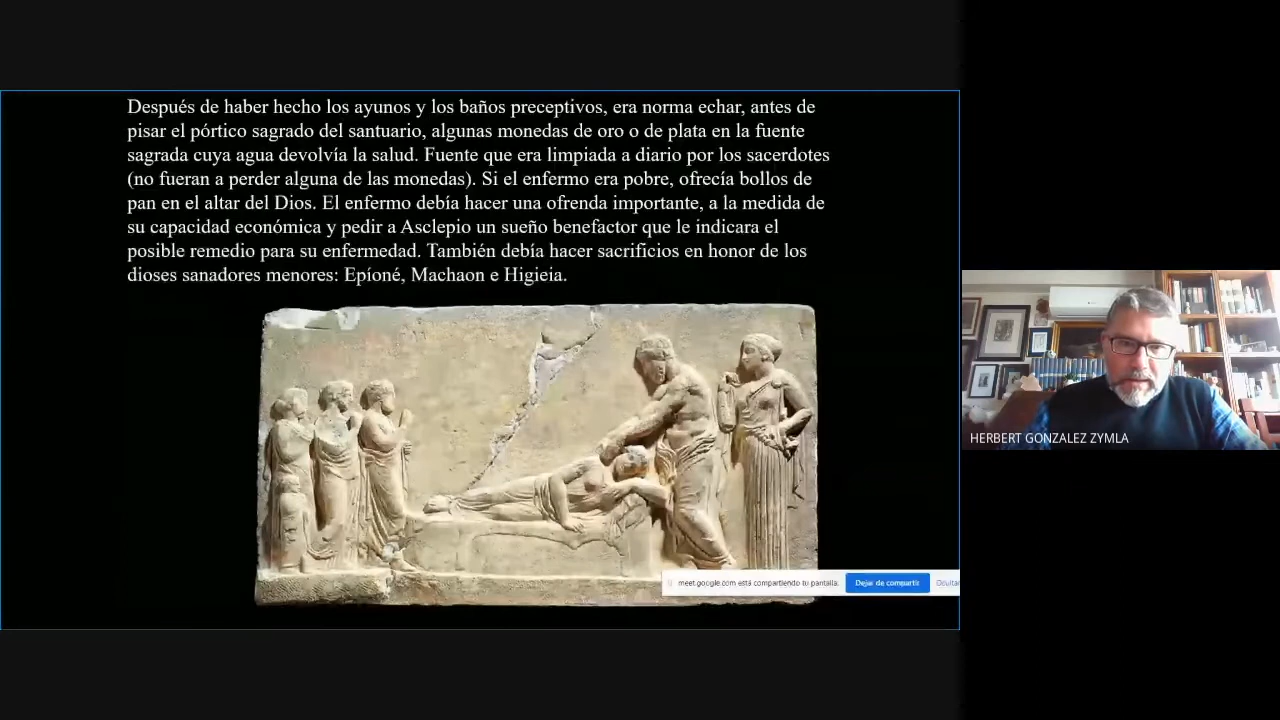 Después de haber hecho los ayunos y los baños preceptivos, era norma echar, antes de
pisar el pórtico sagrado del santuario, algunas monedas de oro o de plata en la fuente
sagrada cuya agua devolvía la salud. Fuente que era limpiada a diario por los sacerdotes
(no fueran a perder alguna de las monedas). Si el enfermo era pobre, ofrecía bollos de
pan en el altar del Dios. El enfermo debía hacer una ofrenda importante, a la medida de
su capacidad económica y pedir a Asclepio un sueño benefactor que le indicara el
posible remedio para su enfermedad. También debía hacer sacrificios en honor de los
dioses sanadores menores: Epíoné, Machaon e Higieia.
HERBERT GONZALEZ ZYMLA
meet.google.com está compartiendo tu pantalla. Dejar de compartir